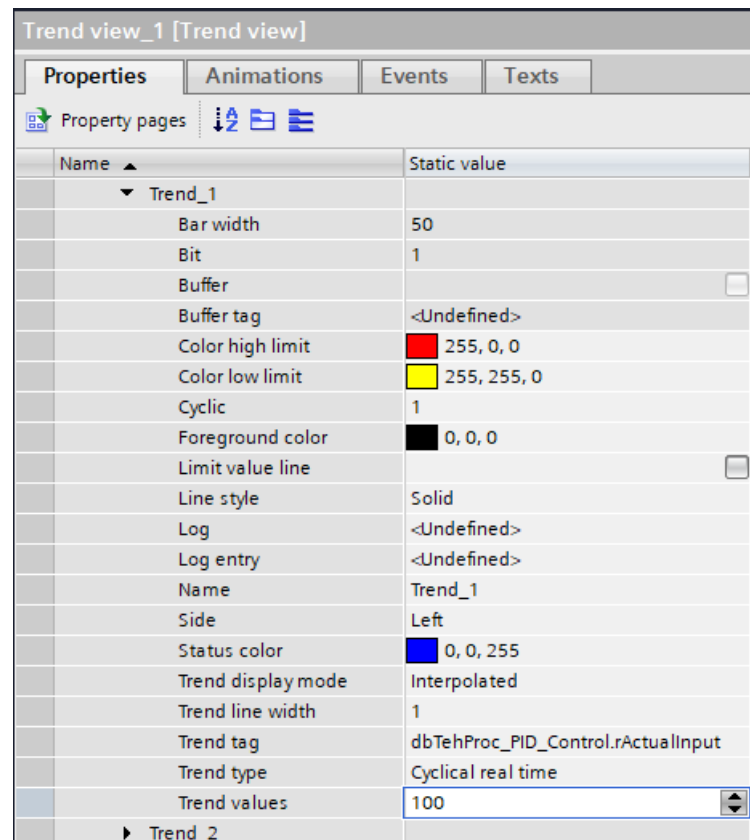 Trend view_1 [Trend view]
Properties Animations Events Texts
Property pages
Name Static value
Trend_1
Bar width 50
Bit 1
Buffer
Buffer tag <Undefined>
Color high limit 255, 0, 0
Color low limit 255, 255, 0
Cyclic 1
Foreground color 0, 0, 0
Limit value line
Line style Solid
Log <Undefined>
Log entry <Undefined>
Name Trend_1
Side Left
Status color 0, 0, 255
Trend display mode Interpolated
Trend line width 1
Trend tag dbTehProc_PID_Control.rActualInput
Trend type Cyclical real time
Trend values 100
Trend_2